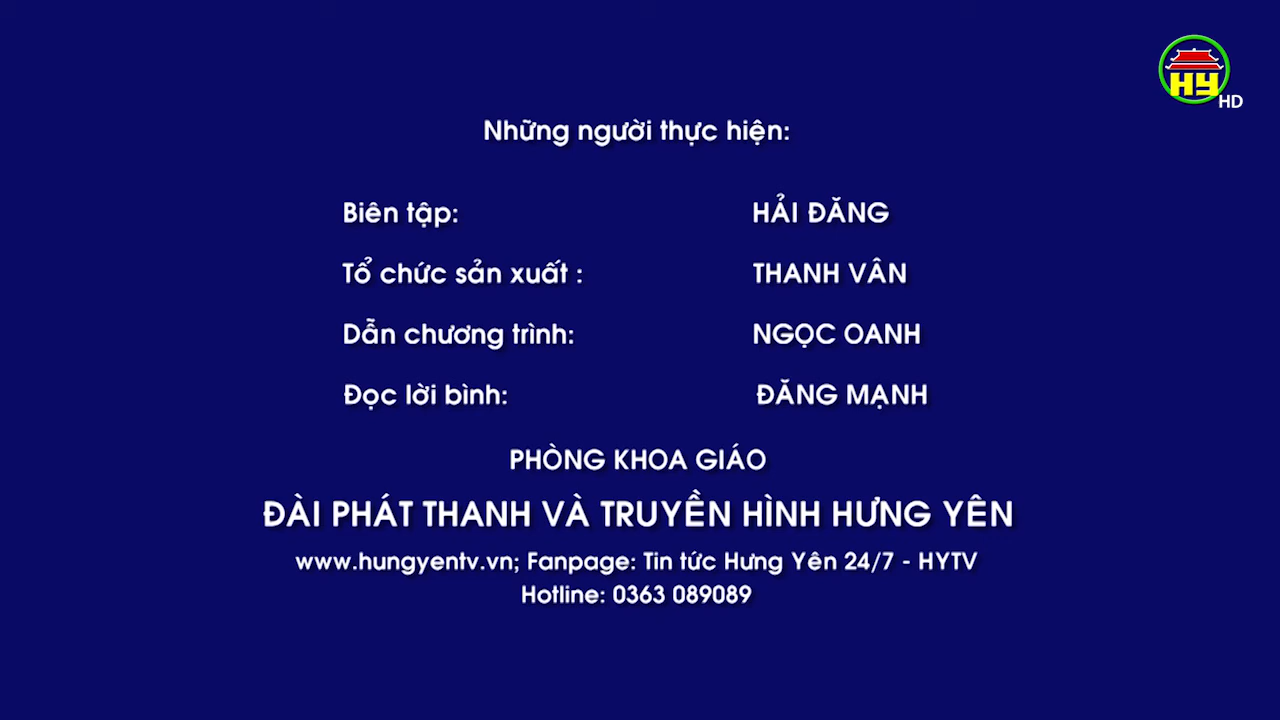 HY HD
Những người thực hiện:
Biên tập: HẢI ĐĂNG
Tổ chức sản xuất : THANH VÂN
Dẫn chương trình: NGỌC OANH
Đọc lời bình: ĐĂNG MẠNH
PHÒNG KHOA GIÁO
ĐÀI PHÁT THANH VÀ TRUYỀN HÌNH HƯNG YÊN
www.hungyentv.vn; Fanpage: Tin tức Hưng Yên 24/7 - HYTV
Hotline: 0363 089089